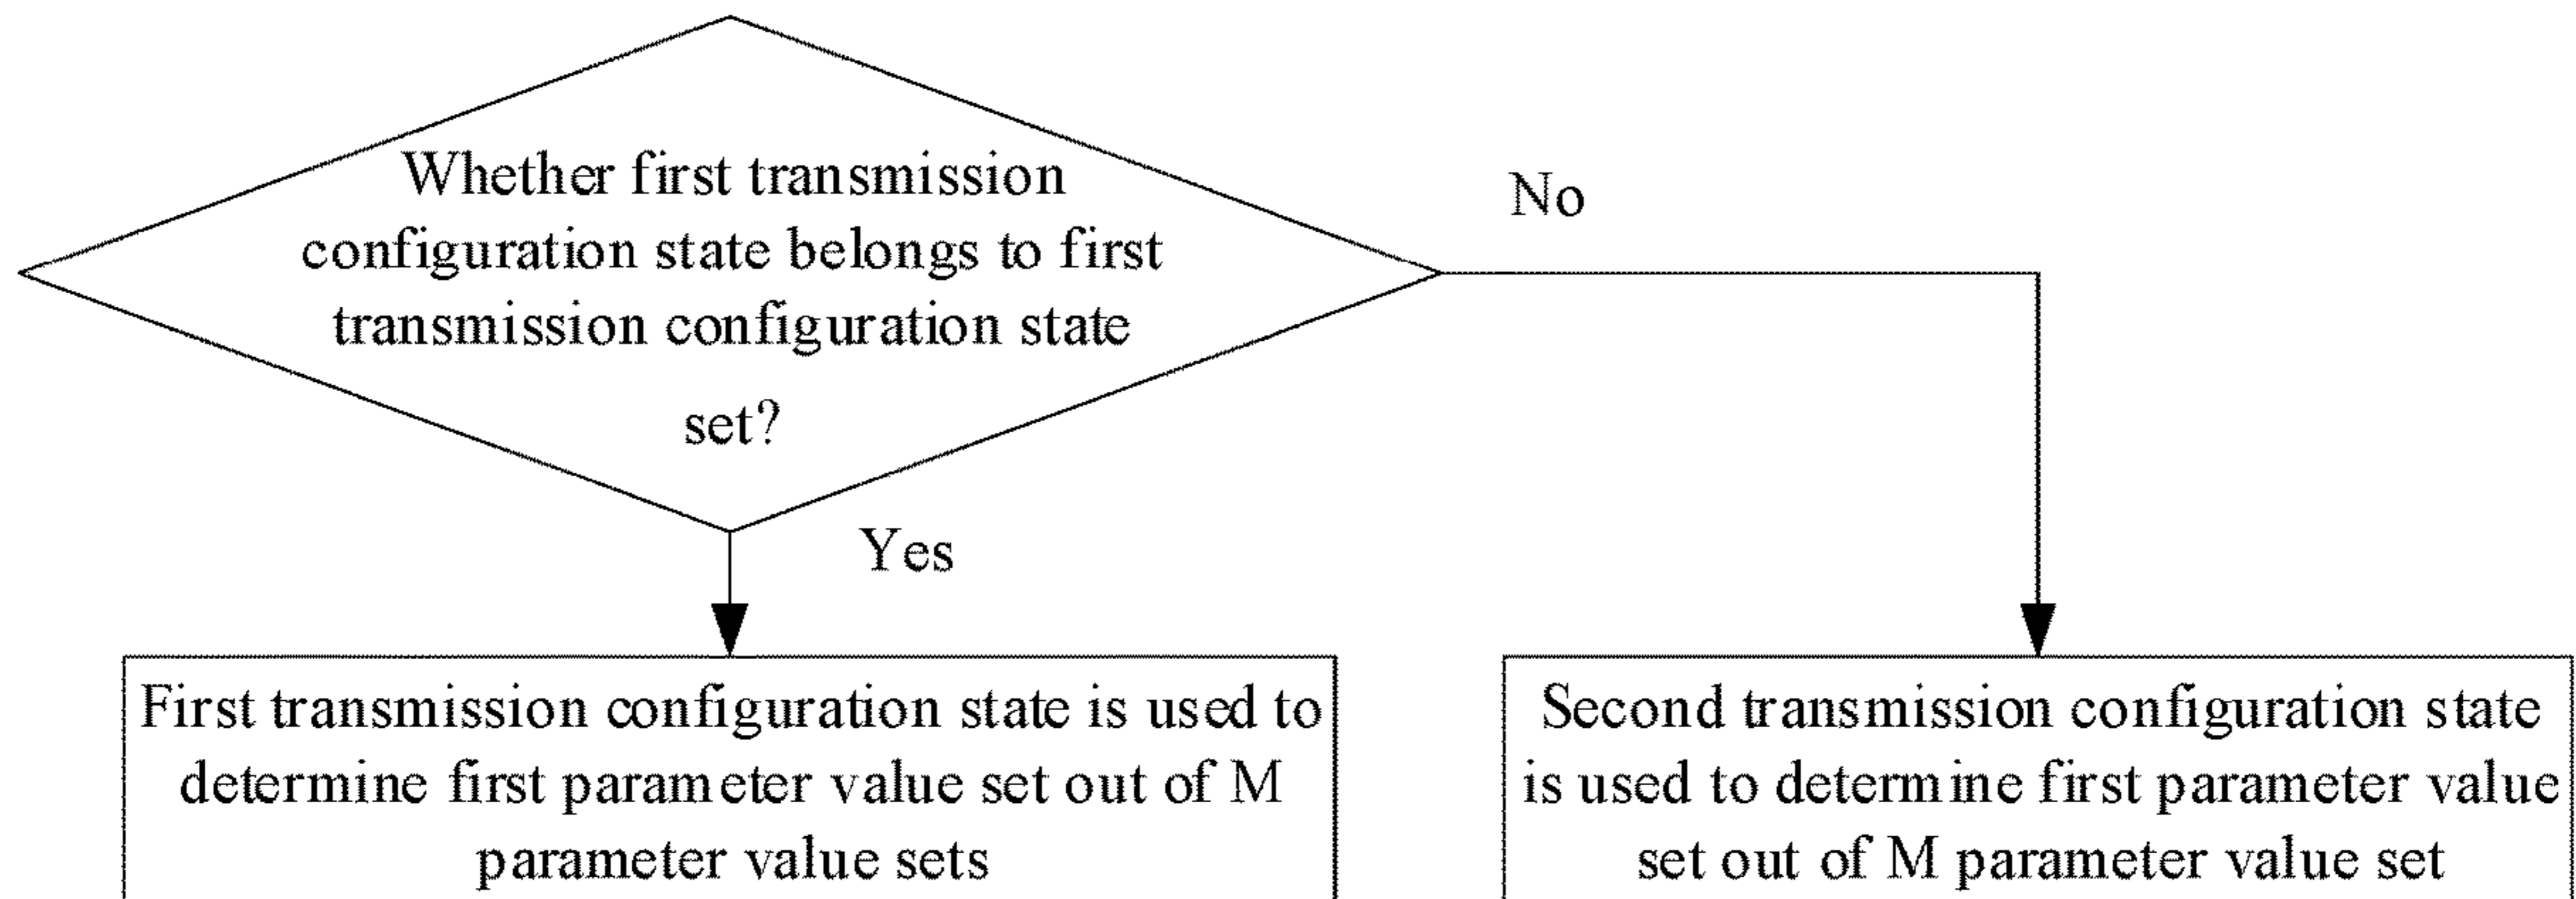 Whether first transmission
configuration state belongs to first
transmission configuration state
set?
No
Yes
First transmission configuration state is used to
determine first parameter value set out of M
parameter value sets
Second transmission configuration state
is used to determine first parameter value
set out of M parameter value set